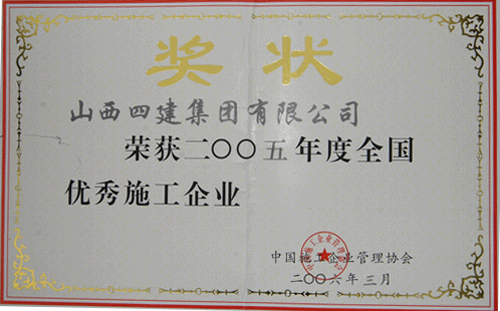 奖状
山西四建集团有限公司
荣获二〇〇五年度全国
优秀施工企业
中国施工企业管理协会
二〇〇六年三月